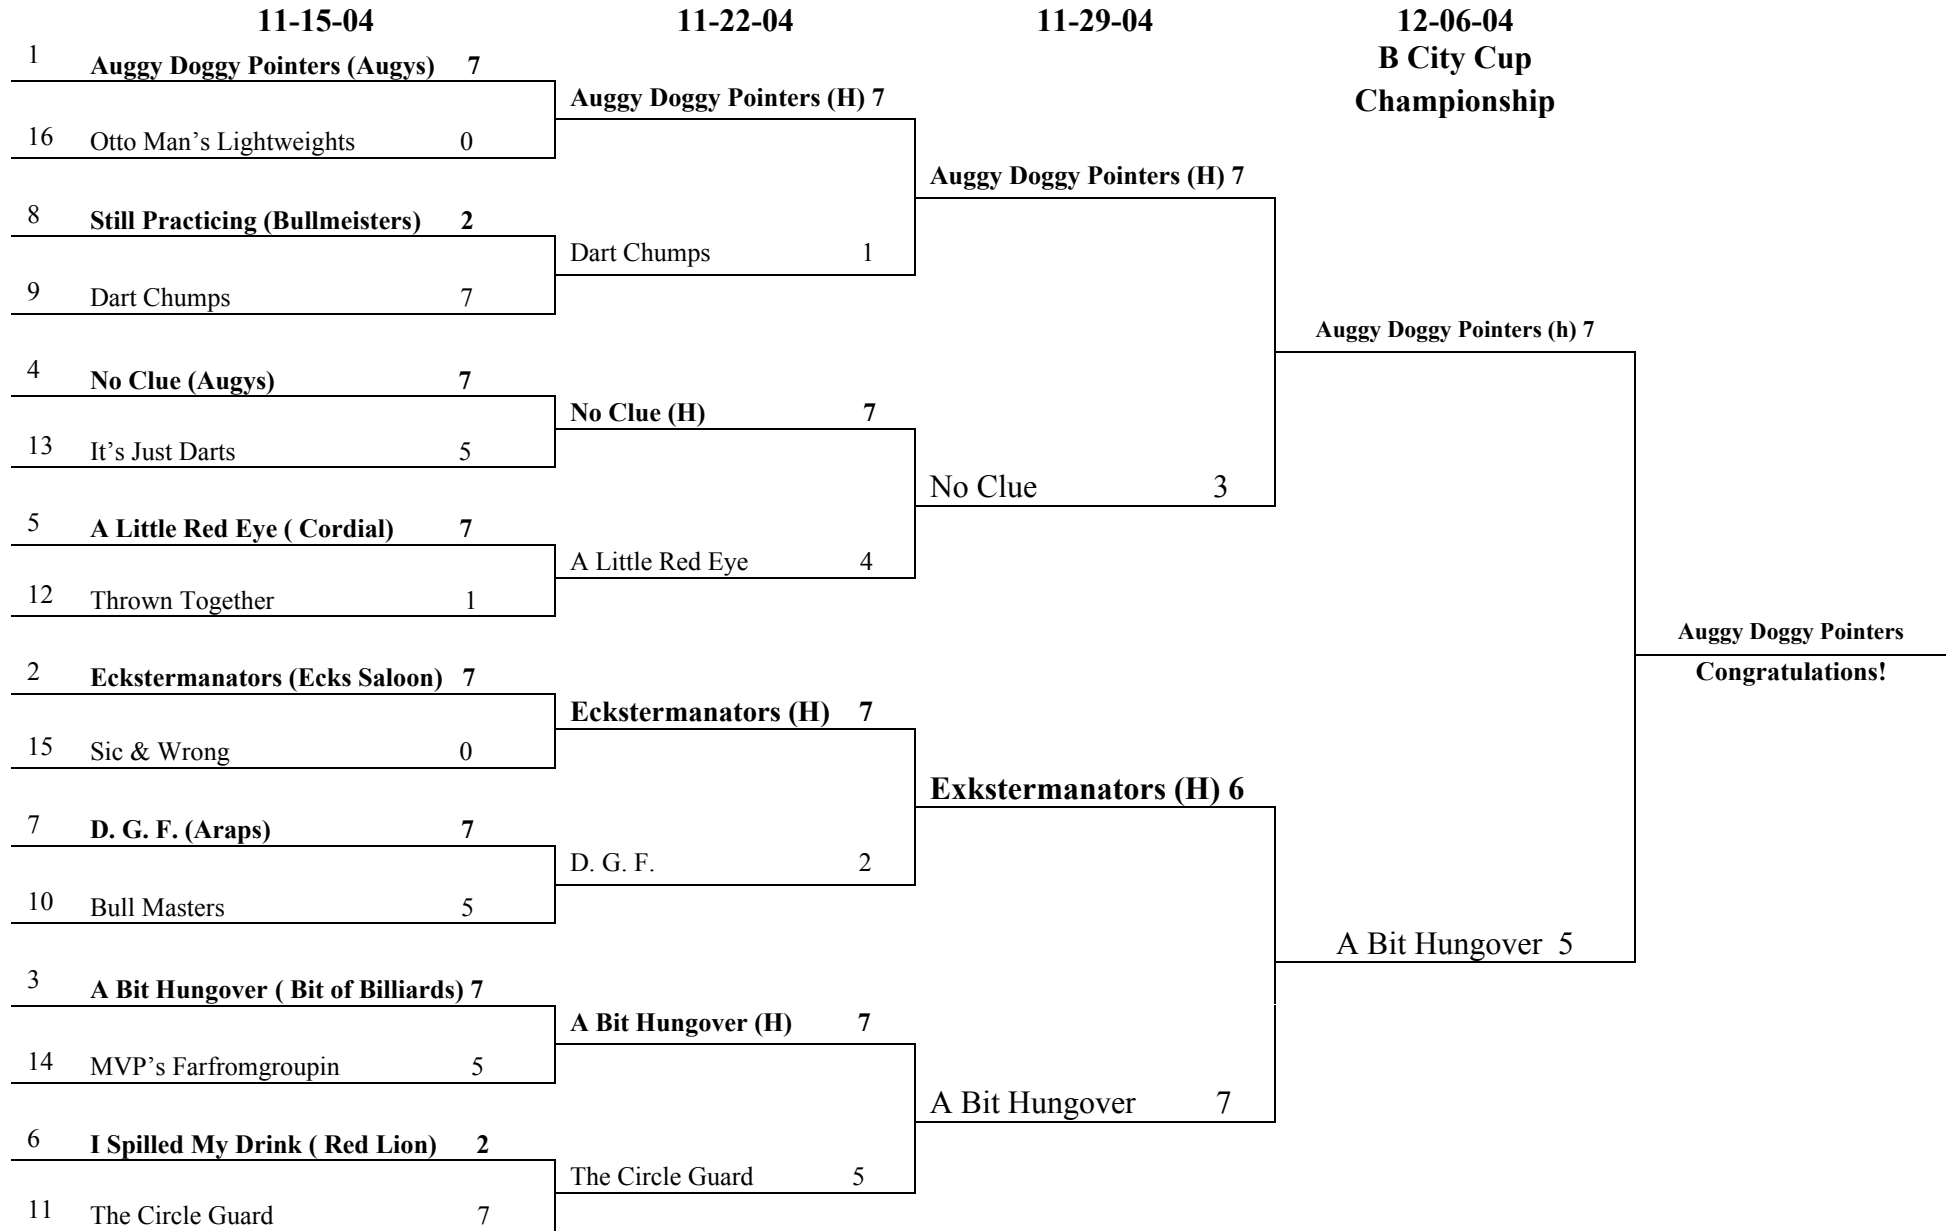 11-15-04 11-22-04 11-29-04 12-06-04
B City Cup
Championship
1 Auggy Doggy Pointers (Augys) 7
Auggy Doggy Pointers (H) 7
16 Otto Man’s Lightweights 0
Auggy Doggy Pointers (H) 7
8 Still Practicing (Bullmeisters) 2
Dart Chumps 1
9 Dart Chumps 7
Auggy Doggy Pointers (h) 7
4 No Clue (Augys) 7
No Clue (H) 7
13 It’s Just Darts 5
No Clue 3
5 A Little Red Eye ( Cordial) 7
A Little Red Eye 4
12 Thrown Together 1
Auggy Doggy Pointers
Congratulations!
2 Eckstermanators (Ecks Saloon) 7
Eckstermanators (H) 7
15 Sic & Wrong 0
Exkstermanators (H) 6
7 D. G. F. (Araps) 7
D. G. F. 2
10 Bull Masters 5
A Bit Hungover 5
3 A Bit Hungover ( Bit of Billiards) 7
A Bit Hungover (H) 7
14 MVP’s Farfromgroupin 5
A Bit Hungover 7
6 I Spilled My Drink ( Red Lion) 2
The Circle Guard 5
11 The Circle Guard 7